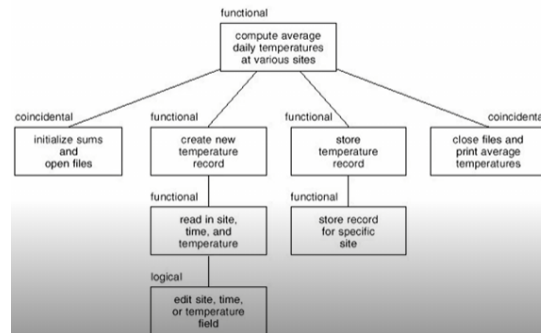 functional
compute average
daily temperatures
at various sites
coincidental
initialize sums
and
open files
functional
create new
temperature
record
functional
store
temperature
record
coincidenta
close files and
print average
temperatures
functional
read in site,
time, and
temperature
functional
store record
for specific
site
logical
edit site, time,
or temperature
field